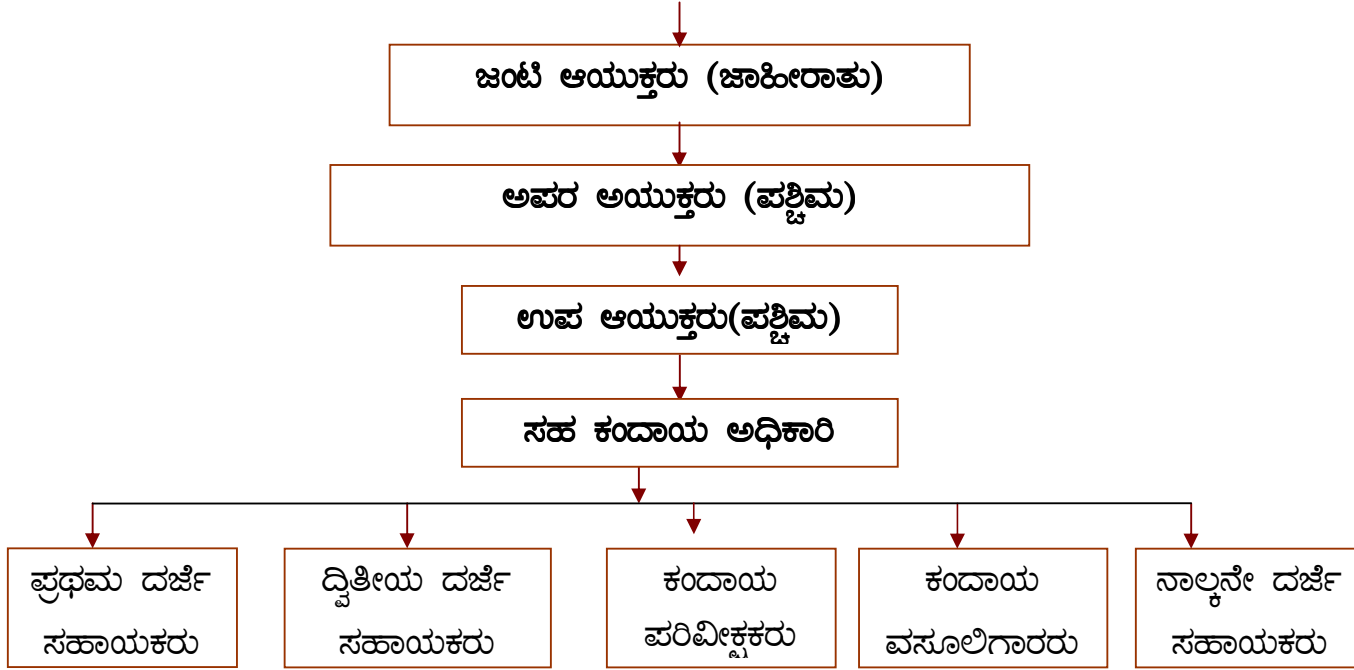 ಜಂಟಿ ಆಯುಕ್ತರು (ಜಾಹೀರಾತು)
ಅಪರ ಅಯುಕ್ತರು (ಪಶ್ಚಿಮ)
ಉಪ ಆಯುಕ್ತರು(ಪಶ್ಚಿಮ)
ಸಹ ಕಂದಾಯ ಅಧಿಕಾರಿ
ಪ್ರಥಮ ದರ್ಜೆ
ಸಹಾಯಕರು
ದ್ವಿತೀಯ ದರ್ಜೆ
ಸಹಾಯಕರು
ಕಂದಾಯ
ಪರಿವೀಕ್ಷಕರು
ಕಂದಾಯ
ವಸೂಲಿಗಾರರು
ನಾಲ್ಕನೇ ದರ್ಜೆ
ಸಹಾಯಕರು